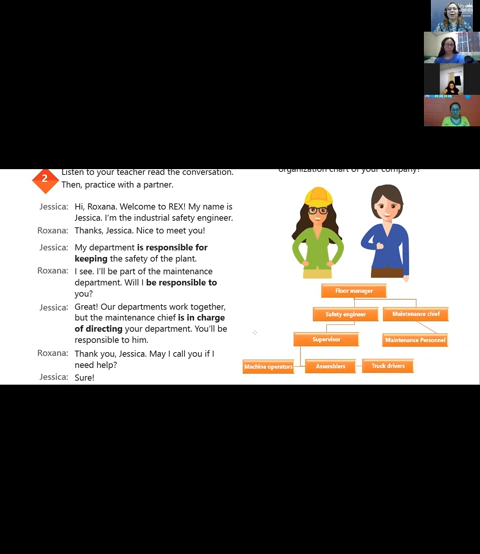 Listen to your teacher read the conversation.
2
Then, practice with a partner.
organization chart of your company?
Jessica: Hi, Roxana. Welcome to REX! My name is
Jessica. I'm the industrial safety engineer.
Roxana: Thanks, Jessica. Nice to meet you!
Jessica: My department is responsible for
keeping the safety of the plant.
Roxana: I see. I'll be part of the maintenance
department. Will I be responsible to
you?
Jessica: Great! Our departments work together,
but the maintenance chief is in charge
of directing your department. You'll be
responsible to him.
Roxana: Thank you, Jessica. May I call you if I
need help?
Jessica: Sure!
Floor manager
Safety engineer
Maintenance chief
Supervisor
Maintenance Personnel
Machine operators
Assemblers
Truck drivers